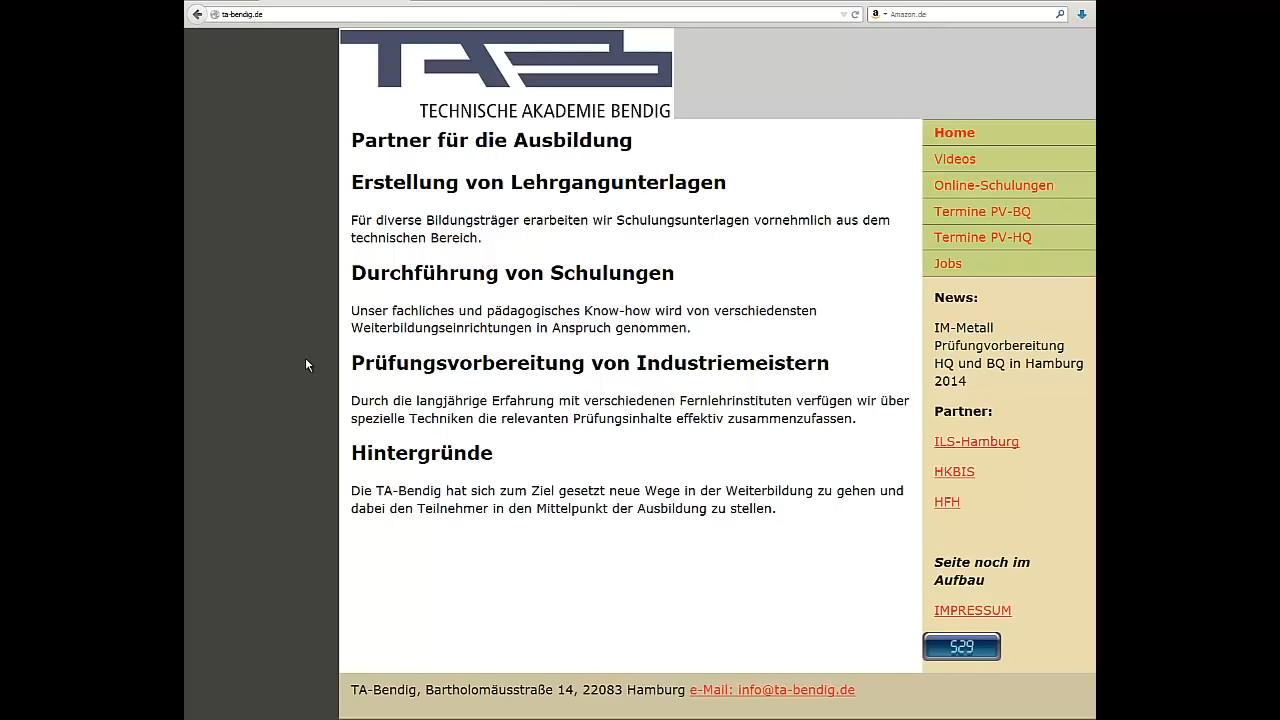 ta-bendig.de
Amazon.de
TAB
TECHNISCHE AKADEMIE BENDIG
Partner für die Ausbildung
Erstellung von Lehrgangunterlagen
Für diverse Bildungsträger erarbeiten wir Schulungsunterlagen vornehmlich aus dem
technischen Bereich.
Durchführung von Schulungen
Unser fachliches und pädagogisches Know-how wird von verschiedensten
Weiterbildungseinrichtungen in Anspruch genommen.
Prüfungsvorbereitung von Industriemeistern
Durch die langjährige Erfahrung mit verschiedenen Fernlehrinstituten verfügen wir über
spezielle Techniken die relevanten Prüfungsinhalte effektiv zusammenzufassen.
Hintergründe
Die TA-Bendig hat sich zum Ziel gesetzt neue Wege in der Weiterbildung zu gehen und
dabei den Teilnehmer in den Mittelpunkt der Ausbildung zu stellen.
Home
Videos
Online-Schulungen
Termine PV-BQ
Termine PV-HQ
Jobs
News:
IM-Metall
Prüfungvorbereitung
HQ und BQ in Hamburg
2014
Partner:
ILS-Hamburg
HKBIS
HFH
Seite noch im
Aufbau
IMPRESSUM
529
TA-Bendig, Bartholomäusstraße 14, 22083 Hamburg e-Mail: info@ta-bendig.de